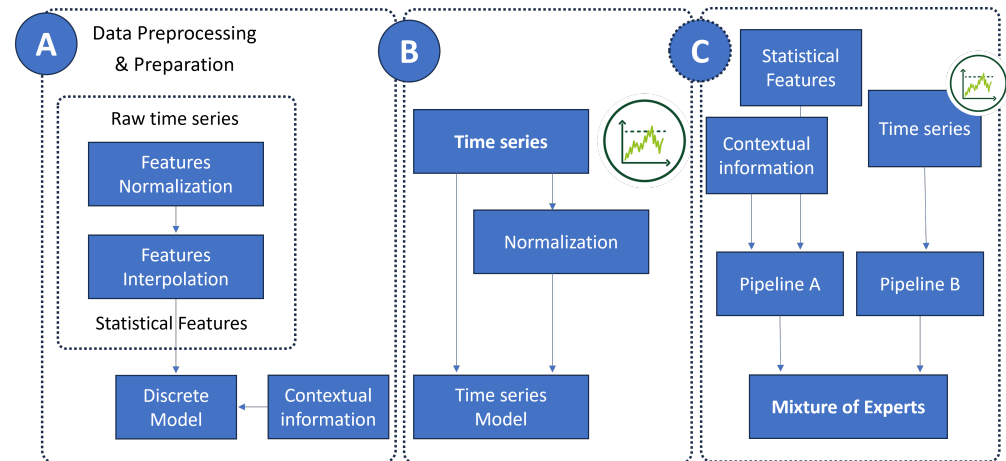 A
Data Preprocessing
& Preparation
Raw time series
Features
Normalization
Features
Interpolation
Statistical Features
Discrete
Model
Contextual
information
B
Time series
Normalization
Time series
Model
C
Statistical
Features
Contextual
information
Time series
Pipeline A
Pipeline B
Mixture of Experts